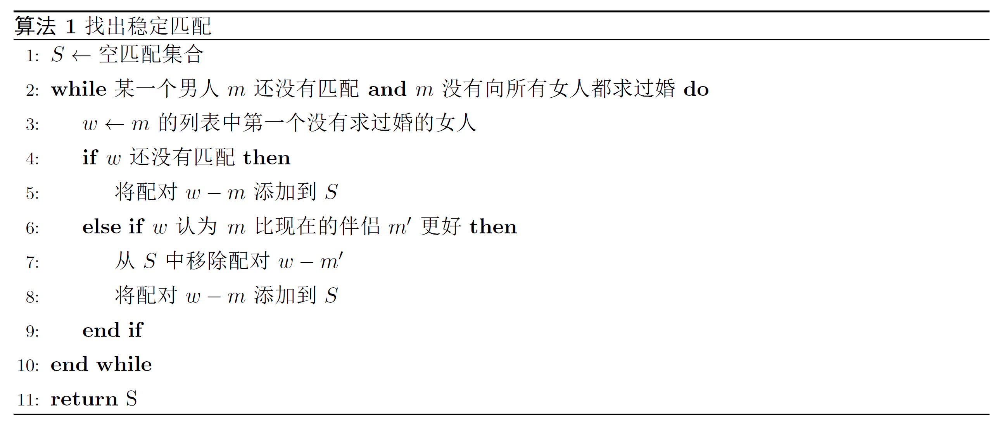 算法 1 找出稳定匹配
1: S ← 空匹配集合
2: while 某一个男人 m 还没有匹配 and m 没有向所有女人都求过婚 do
3: w ← m 的列表中第一个没有求过婚的女人
4: if w 还没有匹配 then
5: 将配对 w − m 添加到 S
6: else if w 认为 m 比现在的伴侣 m′ 更好 then
7: 从 S 中移除配对 w − m′
8: 将配对 w − m 添加到 S
9: end if
10: end while
11: return S